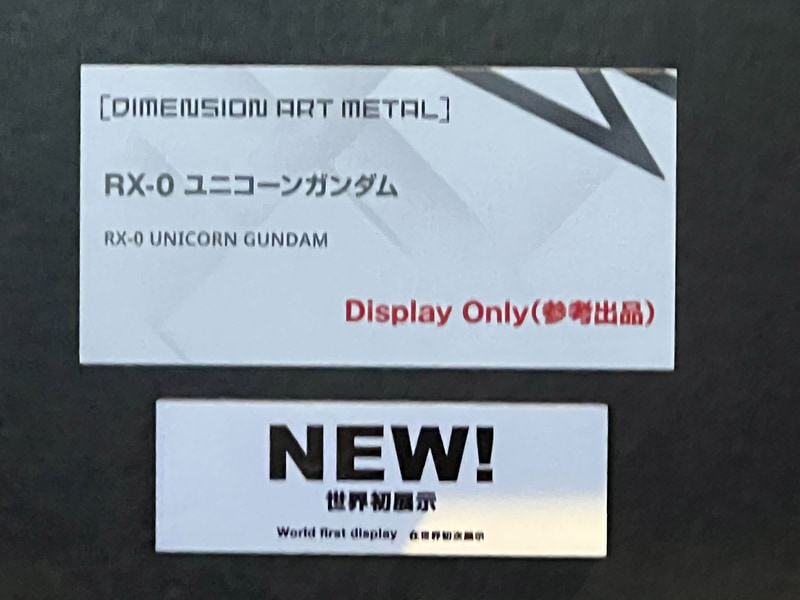 [DIMENSION ART METAL]
RX-0 ユニコーンガンダム
RX-0 UNICORN GUNDAM
Display Only(参考出品)
NEW!
世界初展示
World first display